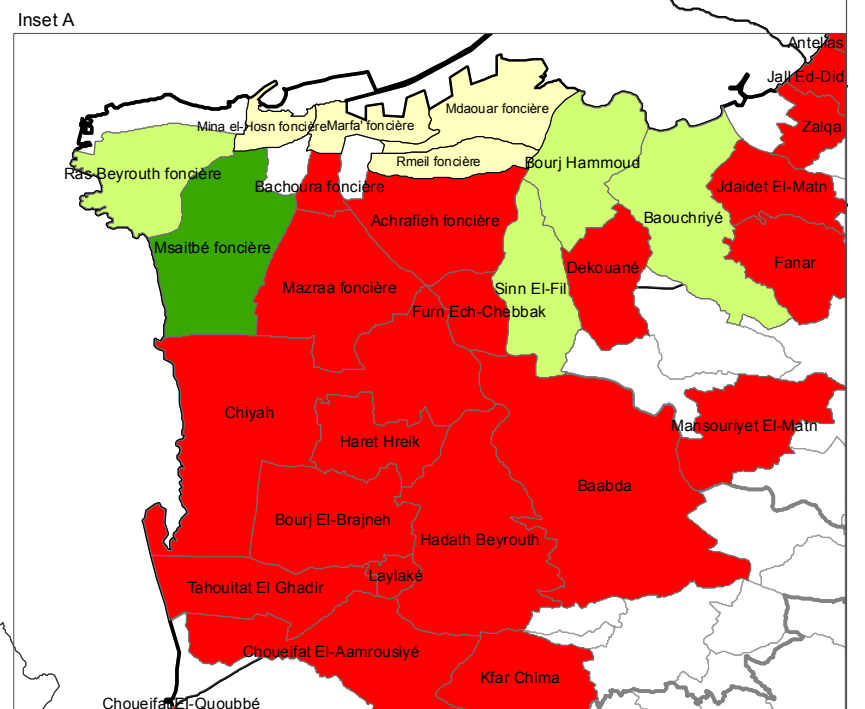 Inset A
Antelias
Jall Ed-Did
Mdaouar foncière
Mina el-Hosn foncière
Marfa' foncière
Zalqa
Rmeil foncière
Bourj Hammoud
Ras Beyrouth foncière
Bachoura foncière
Jdaidet El-Matn
Achrafieh foncière
Baouchriyé
Msaitbé foncière
Dekouané
Fanar
Mazraa foncière
Sinn El-Fil
Furn Ech-Chebbak
Chiyah
Mansouriyet El-Matn
Haret Hreik
Baabda
Bourj El-Brajneh
Hadath Beyrouth
Laylaké
Tahouitat El Ghadir
Choueifat El-Aamrousiyé
Kfar Chima
Choueifat El-Quoubbé